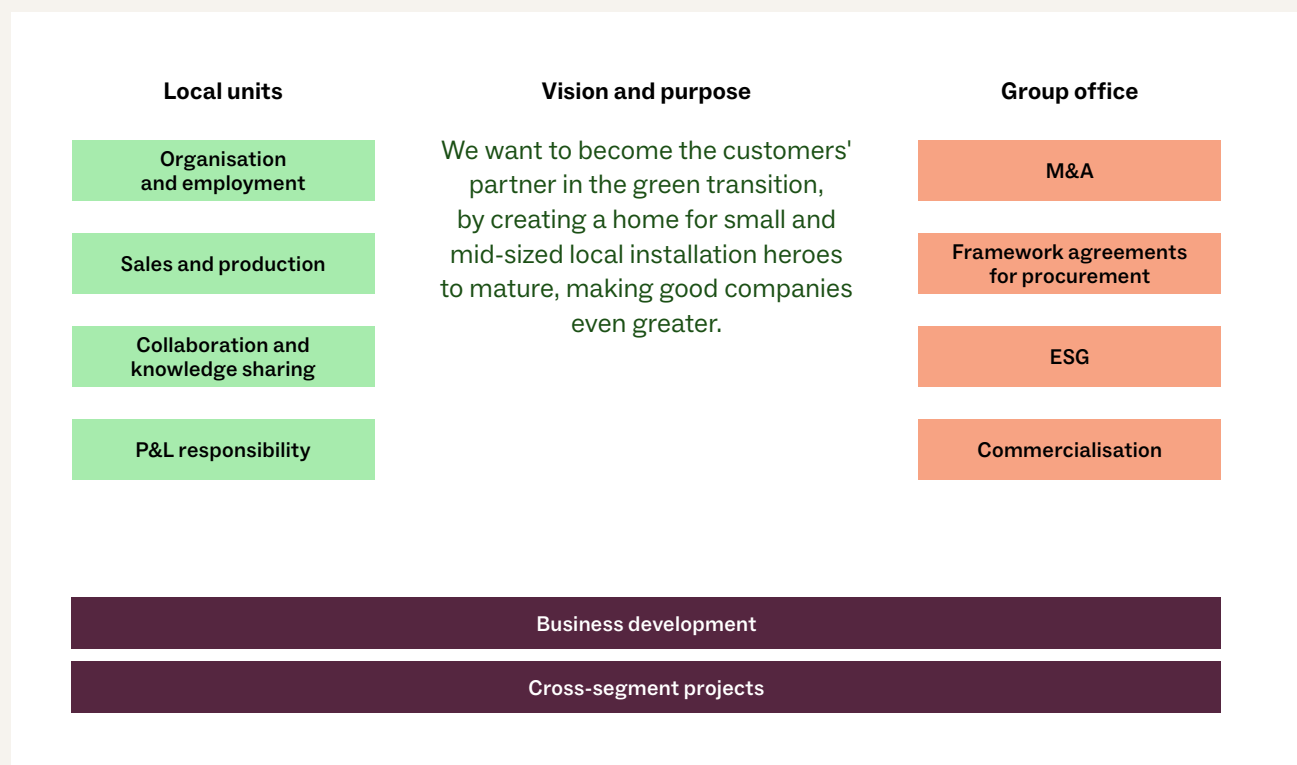 Local units
Organisation
and employment
Sales and production
Collaboration and
knowledge sharing
P&L responsibility
Vision and purpose
We want to become the customers'
partner in the green transition,
by creating a home for small and
mid-sized local installation heroes
to mature, making good companies
even greater.
Group office
M&A
Framework agreements
for procurement
ESG
Commercialisation
Business development
Cross-segment projects